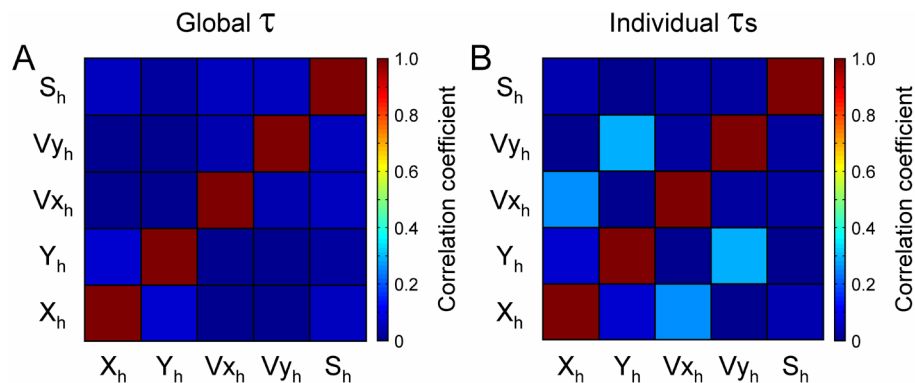 Global τ
Individual τs
A
S_h
Vy_h
Vx_h
Y_h
X_h
X_h Y_h Vx_h Vy_h S_h
1.0
0.8
0.6
0.4
0.2
0
Correlation coefficient
B
S_h
Vy_h
Vx_h
Y_h
X_h
X_h Y_h Vx_h Vy_h S_h
1.0
0.8
0.6
0.4
0.2
0
Correlation coefficient